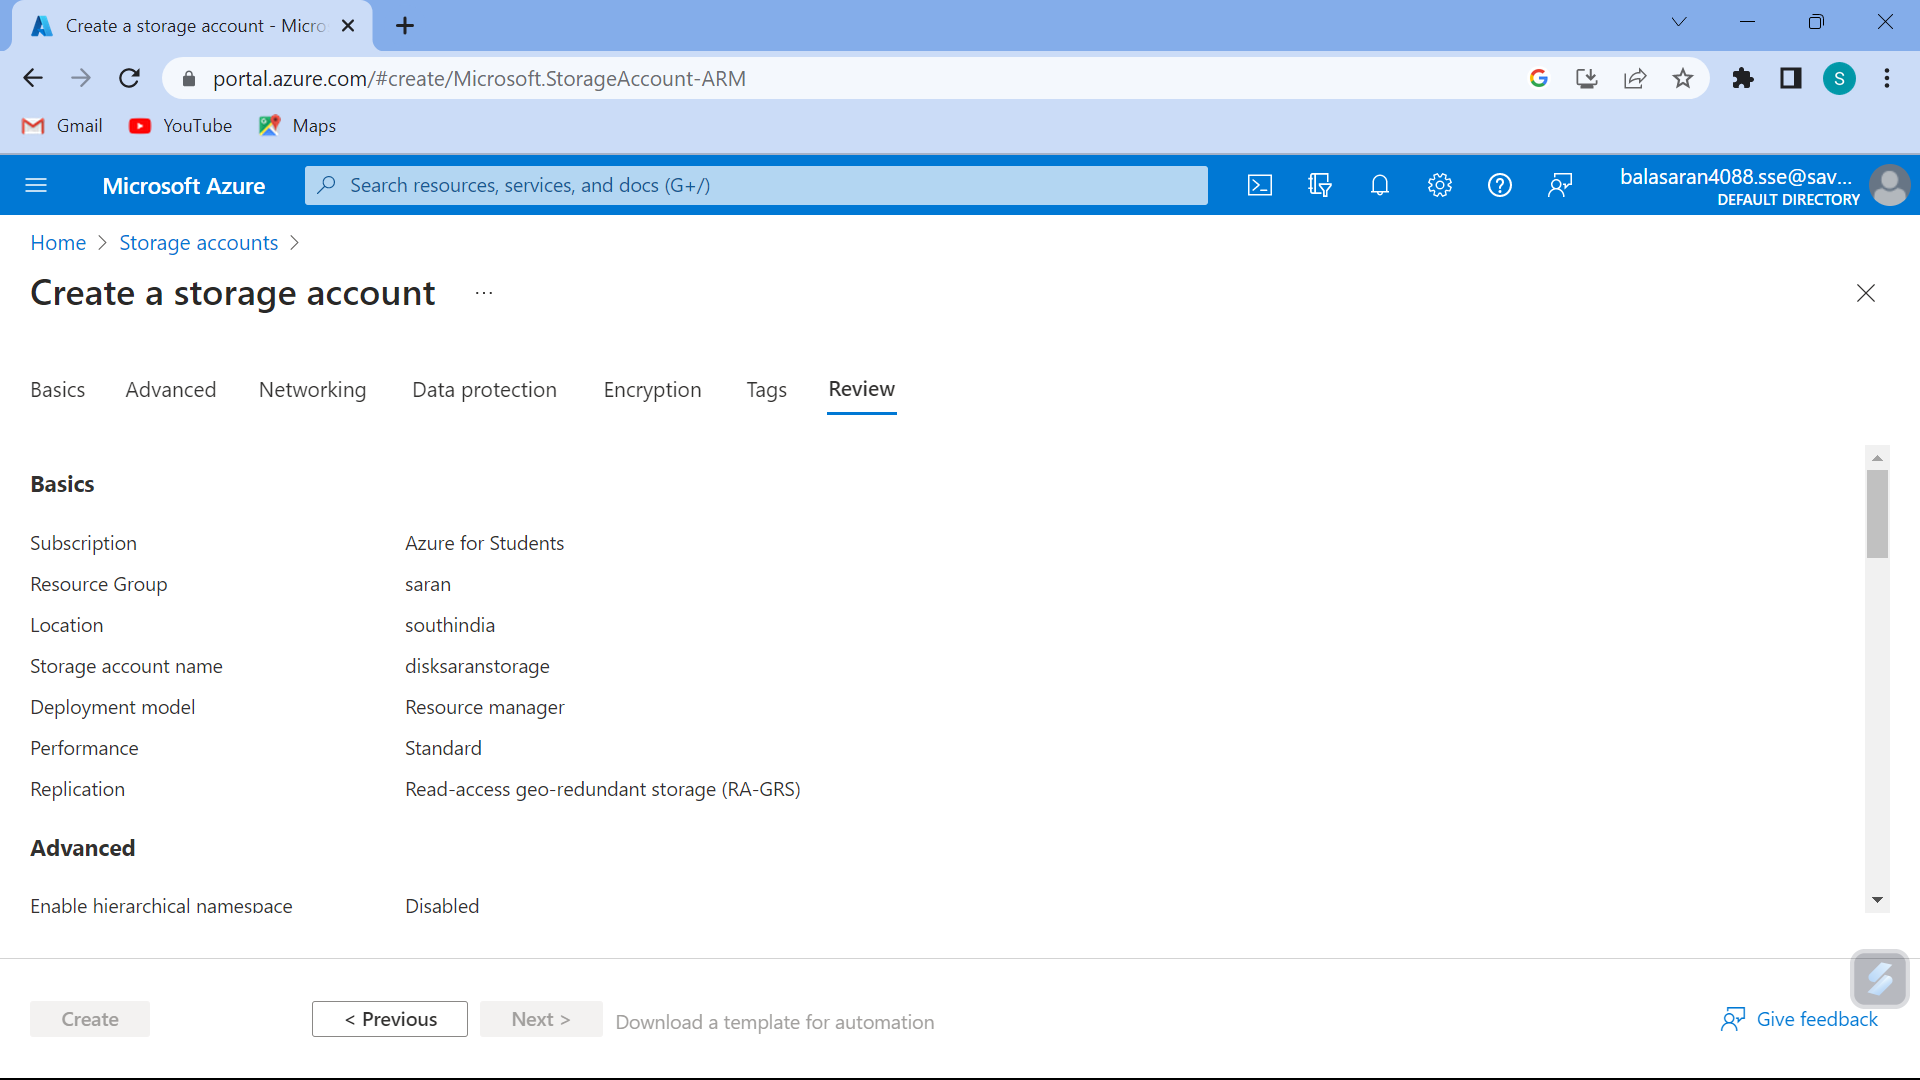 Create a storage account - Micro
portal.azure.com/#create/Microsoft.StorageAccount-ARM
S
Gmail
YouTube
Maps
Microsoft Azure
Search resources, services, and docs (G+/)
balasaran4088.sse@sav...
DEFAULT DIRECTORY
Home > Storage accounts >
Create a storage account ...
Basics
Advanced
Networking
Data protection
Encryption
Tags
Review
Basics
Subscription Azure for Students
Resource Group saran
Location southindia
Storage account name disksaranstorage
Deployment model Resource manager
Performance Standard
Replication Read-access geo-redundant storage (RA-GRS)
Advanced
Enable hierarchical namespace Disabled
Create
< Previous
Next >
Download a template for automation
Give feedback